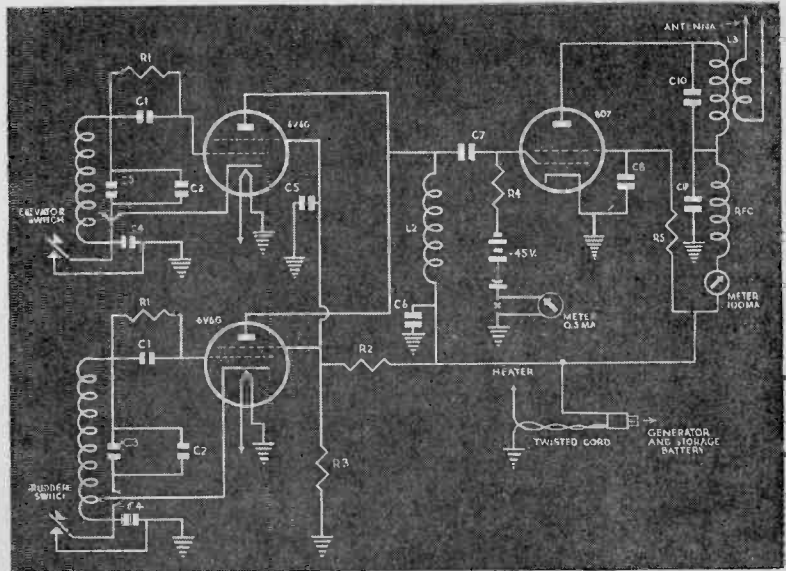 R1
C1
6V6G
C3
C2
ELEVATOR
SWITCH
C4
C5
R1
C1
6V6G
C3
C2
RUDDER
SWITCH
C4
R2
R3
C7
L2
C6
R4
-45V.
METER
0.5 MA
807
C8
R5
C10
C9
ANTENNA
L3
RFC
METER
100MA
HEATER
TWISTED CORD
GENERATOR
AND STORAGE
BATTERY